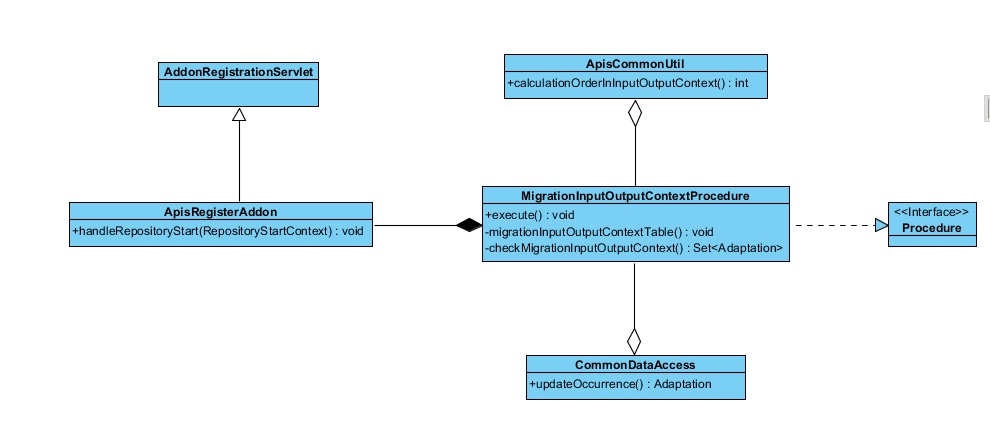 AddonRegistrationServlet
ApisCommonUtil
+calculationOrderInInputOutputContext() : int
ApisRegisterAddon
+handleRepositoryStart(RepositoryStartContext) : void
MigrationInputOutputContextProcedure
+execute() : void
-migrationInputOutputContextTable() : void
-checkMigrationInputOutputContext() : Set<Adaptation>
<<Interface>>
Procedure
CommonDataAccess
+updateOccurrence() : Adaptation